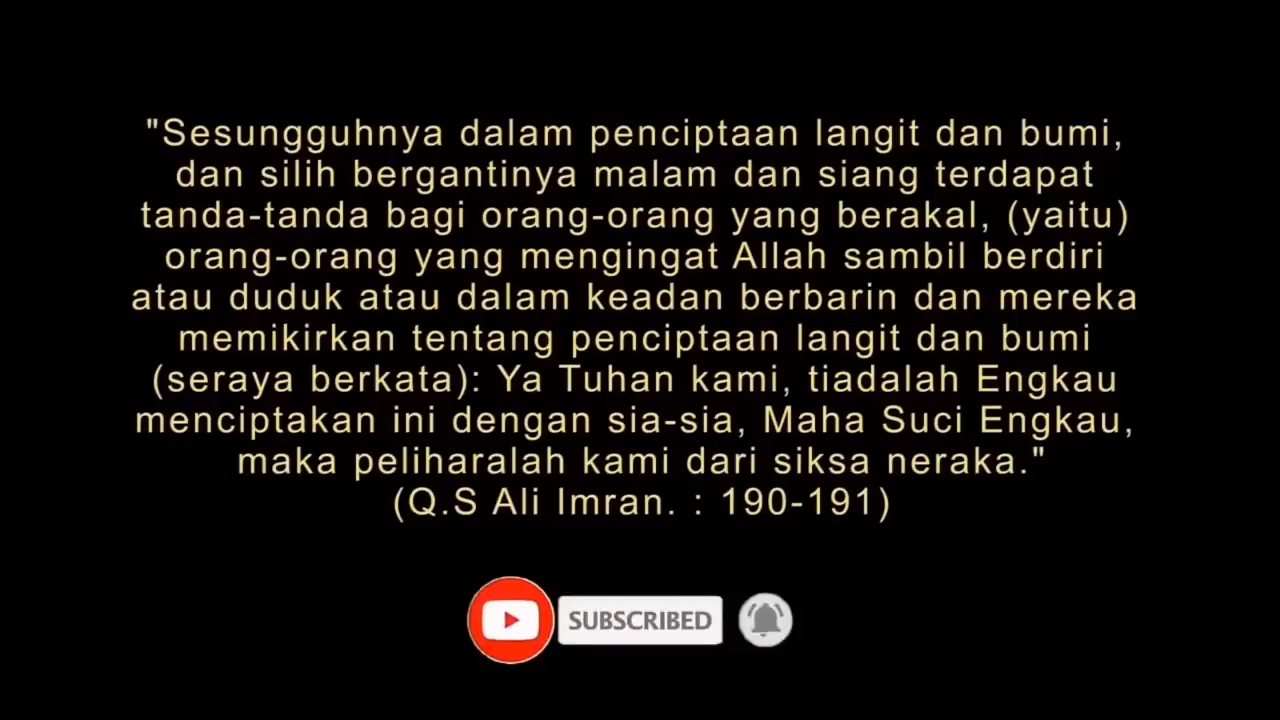 "Sesungguhnya dalam penciptaan langit dan bumi,
dan silih bergantinya malam dan siang terdapat
tanda-tanda bagi orang-orang yang berakal, (yaitu)
orang-orang yang mengingat Allah sambil berdiri
atau duduk atau dalam keadan berbarin dan mereka
memikirkan tentang penciptaan langit dan bumi
(seraya berkata): Ya Tuhan kami, tiadalah Engkau
menciptakan ini dengan sia-sia, Maha Suci Engkau,
maka peliharalah kami dari siksa neraka."
(Q.S Ali Imran. : 190-191)
SUBSCRIBED